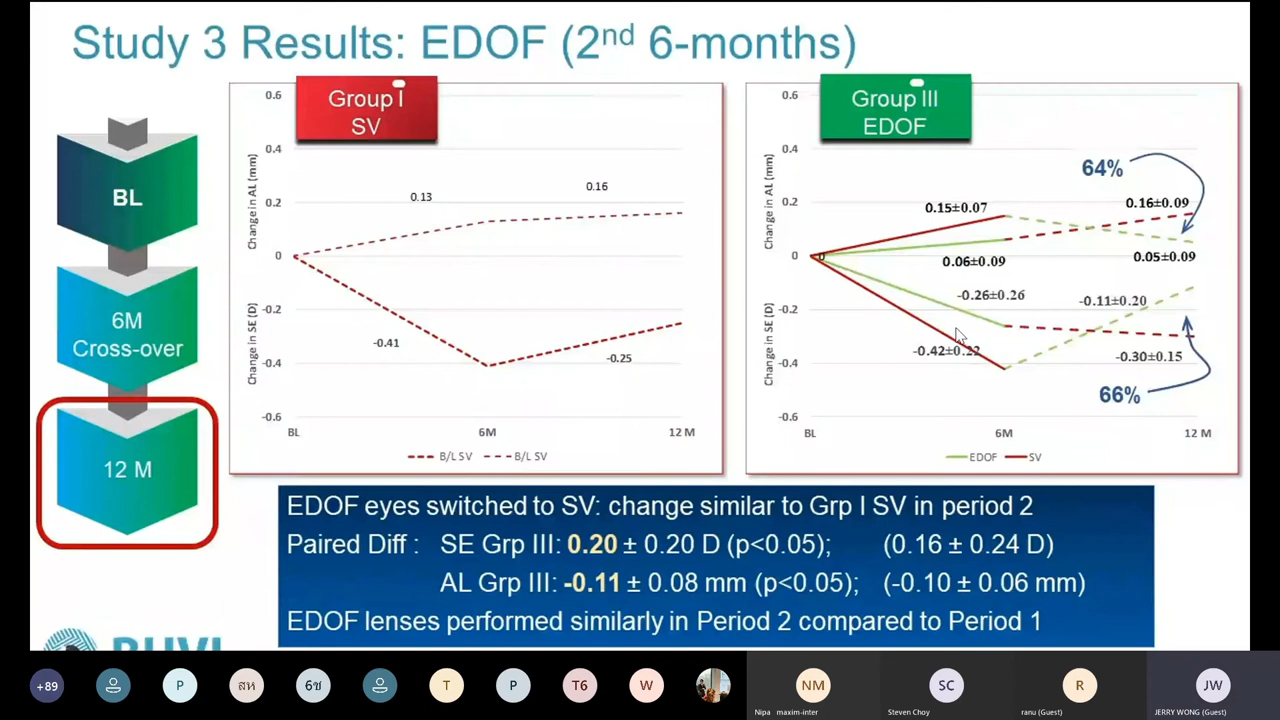 Study 3 Results: EDOF (2nd 6-months)
BL
6M
Cross-over
12 M
Group I
SV
0.6
0.4
0.2
0
-0.2
-0.4
-0.6
Change in AL (mm)
Change in SE (D)
0.13
0.16
-0.41
-0.25
BL
6M
12 M
B/L SV
B/L SV
Group III
EDOF
0.6
0.4
0.2
0
-0.2
-0.4
-0.6
Change in AL (mm)
Change in SE (D)
0
64%
0.15±0.07
0.16±0.09
0.06±0.09
0.05±0.09
-0.26±0.26
-0.11±0.20
-0.42±0.22
-0.30±0.15
66%
BL
6M
12 M
EDOF
SV
EDOF eyes switched to SV: change similar to Grp I SV in period 2
Paired Diff : SE Grp III: 0.20 ± 0.20 D (p<0.05); (0.16 ± 0.24 D)
AL Grp III: -0.11 ± 0.08 mm (p<0.05); (-0.10 ± 0.06 mm)
EDOF lenses performed similarly in Period 2 compared to Period 1
BHVI
+89
P
สห
6ช
T
P
T6
W
NM
SC
R
JW
Nipa maxim-inter
Steven Choy
ranu (Guest)
JERRY WONG (Guest)